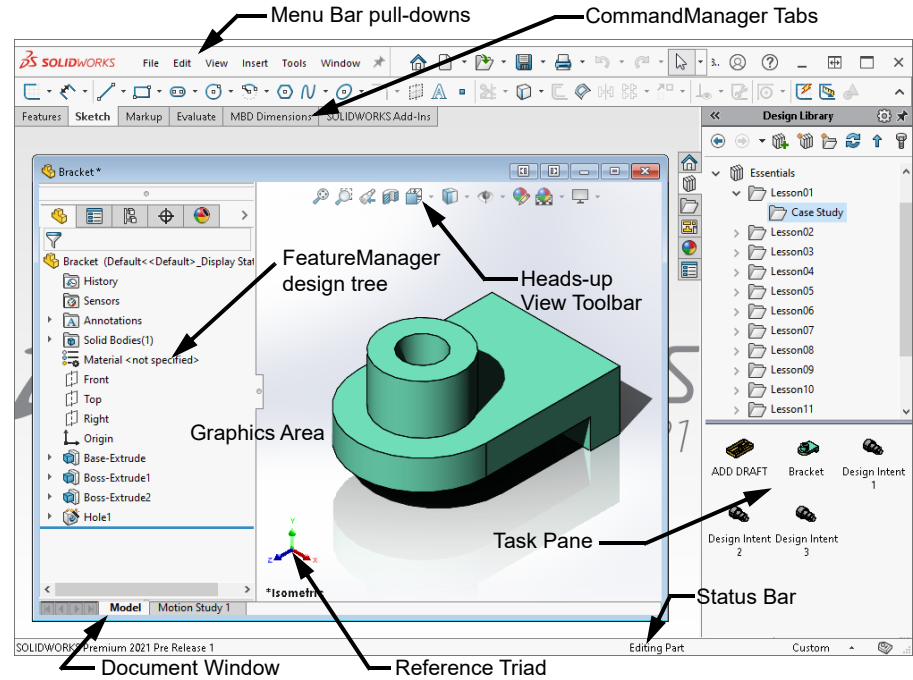 Menu Bar pull-downs
CommandManager Tabs
SOLIDWORKS File Edit View Insert Tools Window
Features Sketch Markup Evaluate MBD Dimensions SOLIDWORKS Add-Ins
Design Library
Bracket *
Essentials
Lesson01
Case Study
Lesson02
Lesson03
Lesson04
Lesson05
Lesson06
Lesson07
Lesson08
Lesson09
Lesson10
Lesson11
Bracket (Default<<Default>_Display Stat
History
Sensors
Annotations
Solid Bodies(1)
Material <not specified>
Front
Top
Right
Origin
Base-Extrude
Boss-Extrude1
Boss-Extrude2
Hole1
FeatureManager
design tree
Heads-up
View Toolbar
Graphics Area
Y
Z
X
*Isometric
ADD DRAFT
Bracket
Design Intent
1
Design Intent
2
Design Intent
3
Task Pane
Status Bar
Model Motion Study 1
SOLIDWORKS Premium 2021 Pre Release 1
Editing Part
Custom
Document Window
Reference Triad